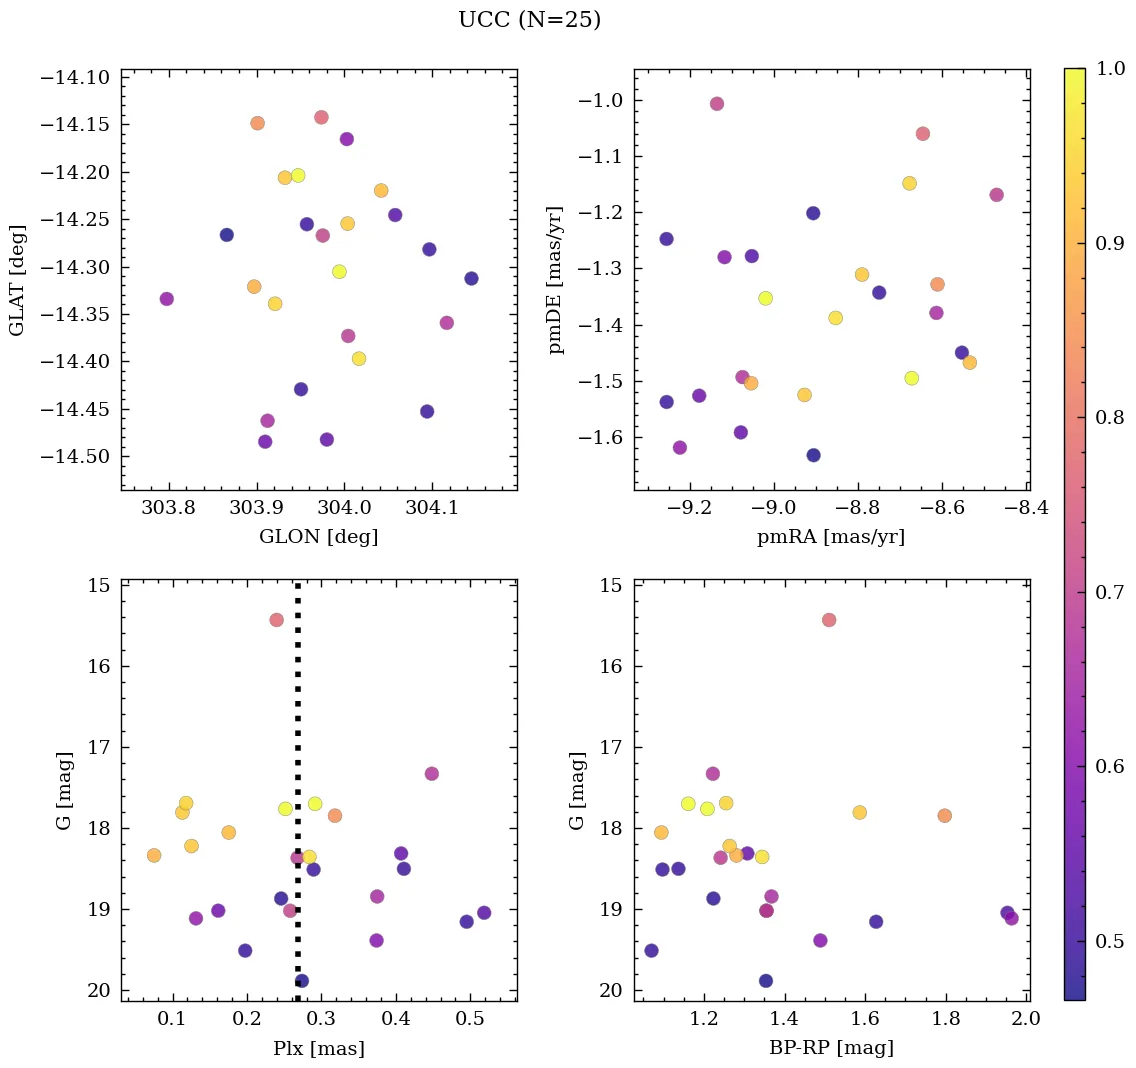 UCC (N=25)
−14.10
−14.15
−14.20
−14.25
−14.30
−14.35
−14.40
−14.45
−14.50
GLAT [deg]
303.8 303.9 304.0 304.1
GLON [deg]
−1.0
−1.1
−1.2
−1.3
−1.4
−1.5
−1.6
pmDE [mas/yr]
−9.2 −9.0 −8.8 −8.6 −8.4
pmRA [mas/yr]
15
16
17
18
19
20
G [mag]
0.1 0.2 0.3 0.4 0.5
Plx [mas]
15
16
17
18
19
20
G [mag]
1.2 1.4 1.6 1.8 2.0
BP-RP [mag]
1.0
0.9
0.8
0.7
0.6
0.5